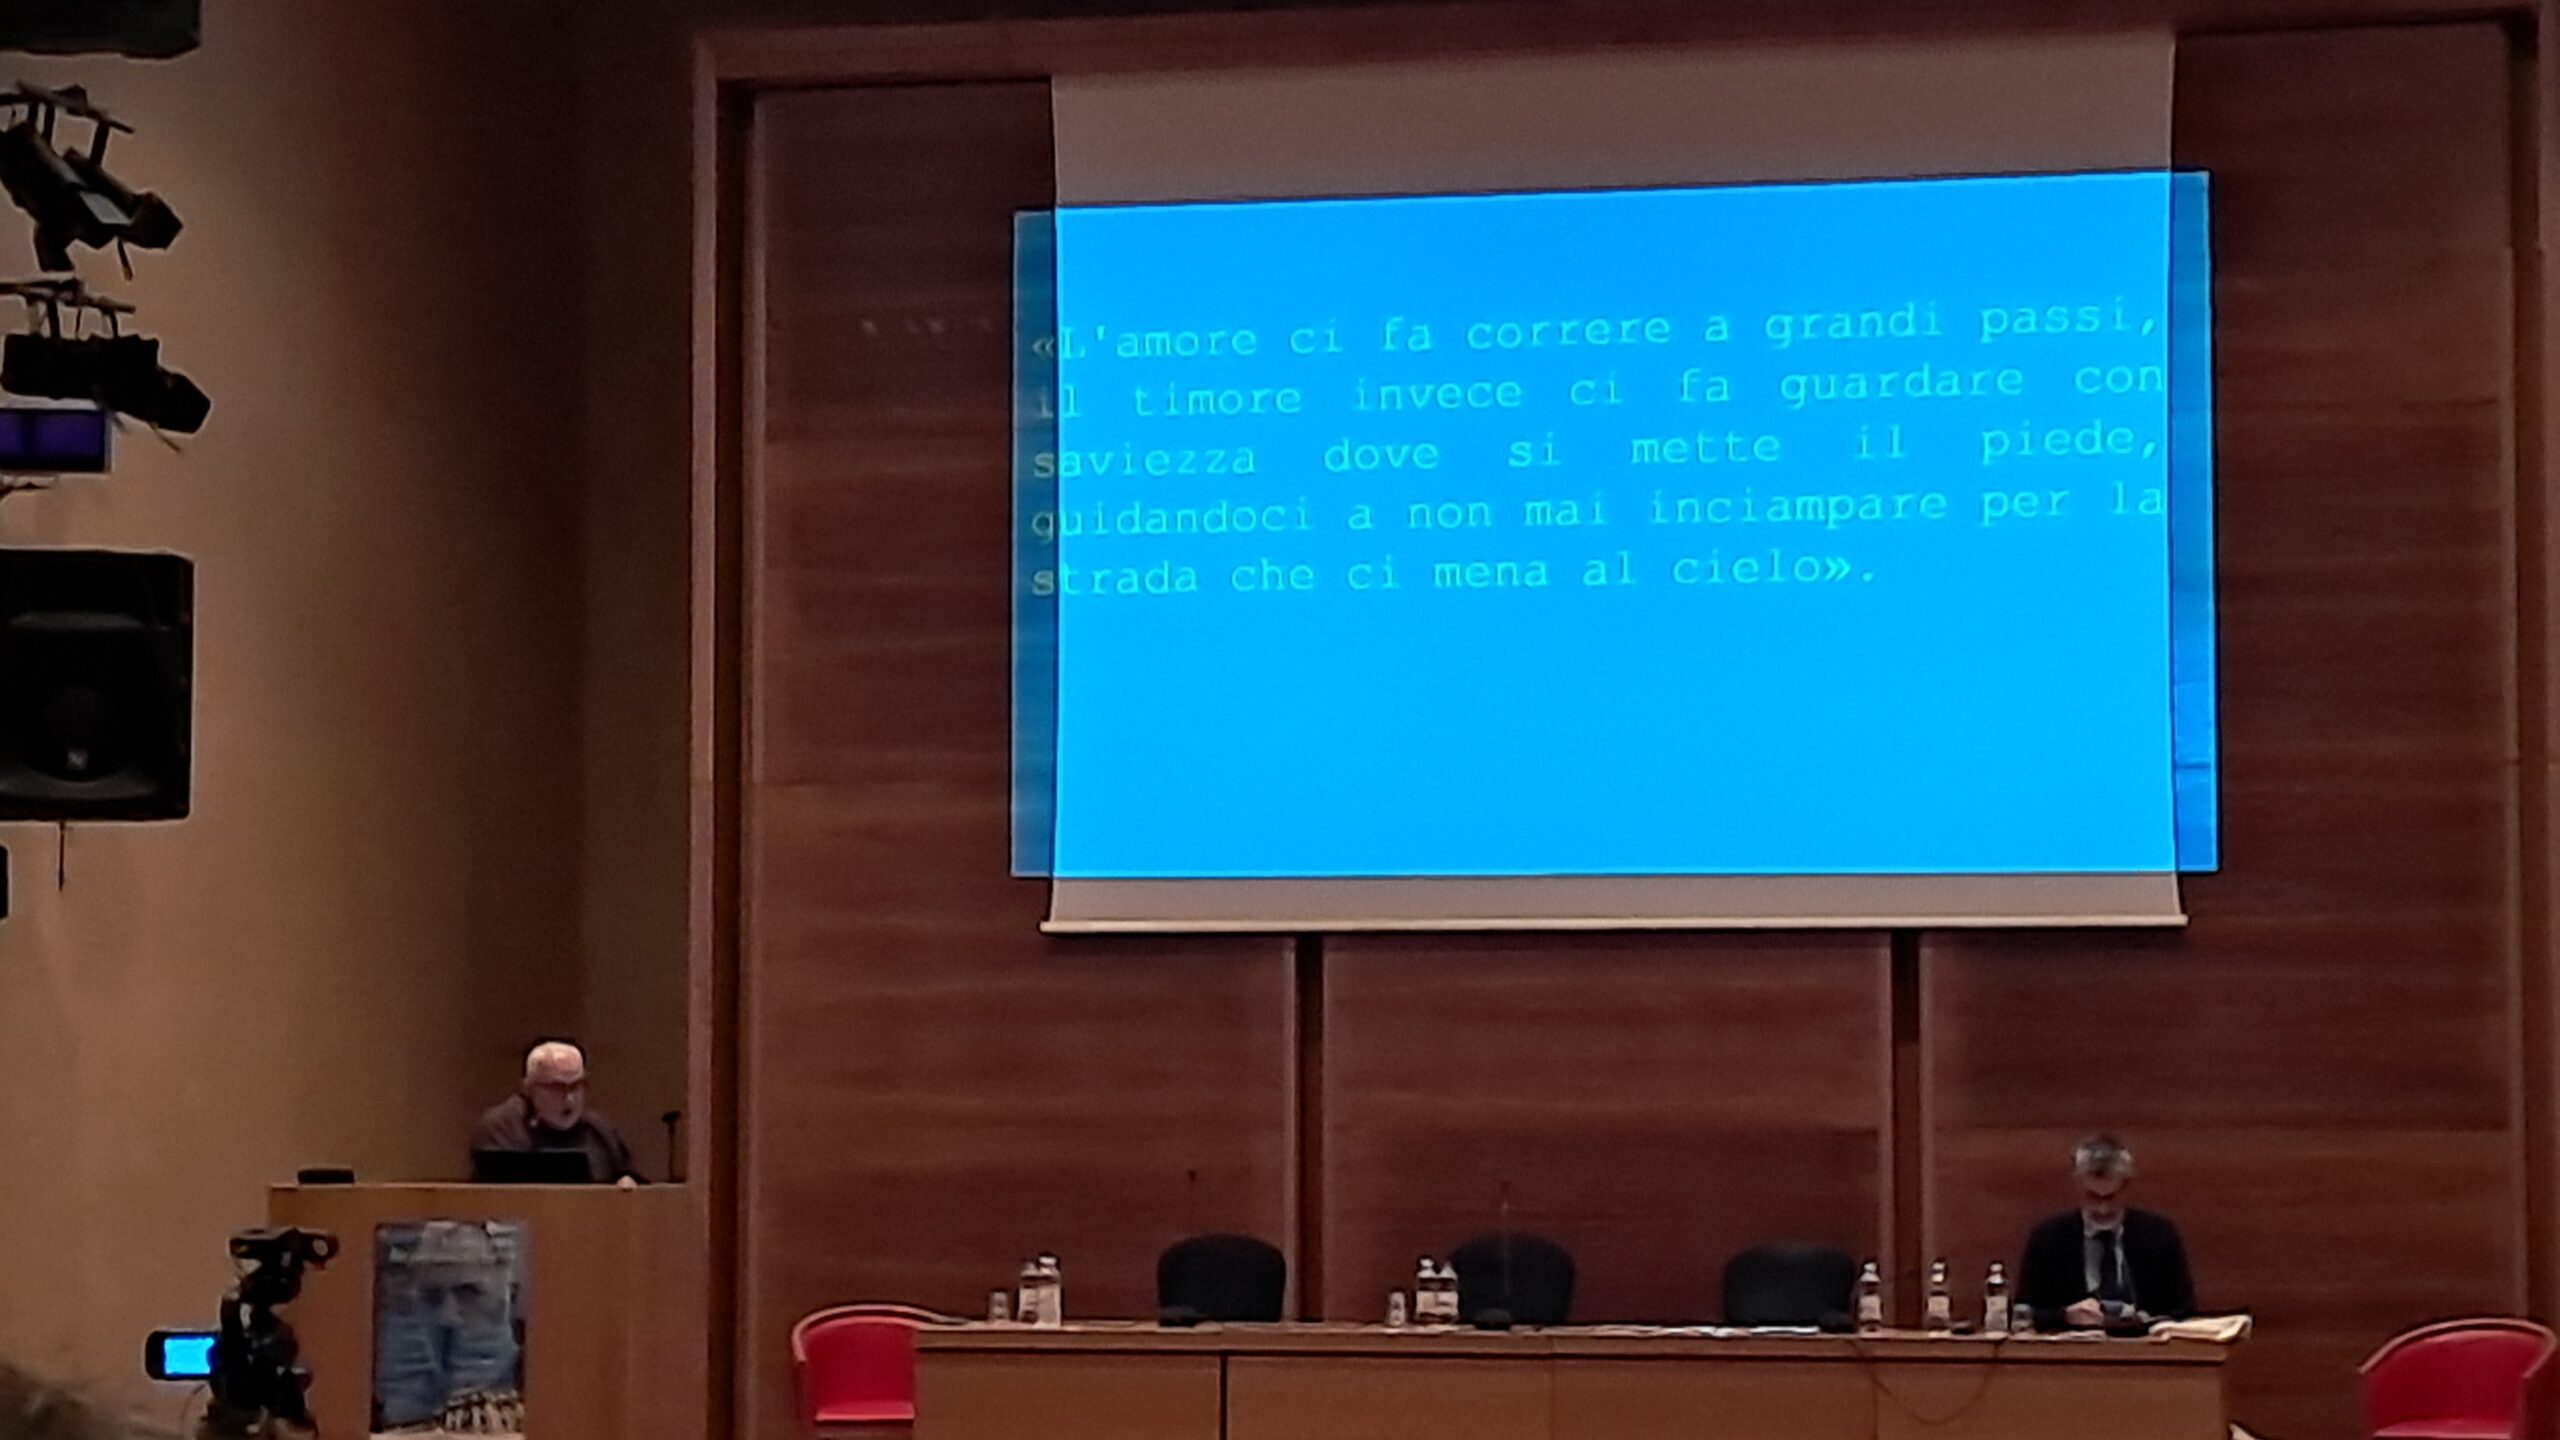 «L'amore ci fa correre a grandi passi,
il timore invece ci fa guardare con
saviezza dove si mette il piede,
guidandoci a non mai inciampare per la
strada che ci mena al cielo».